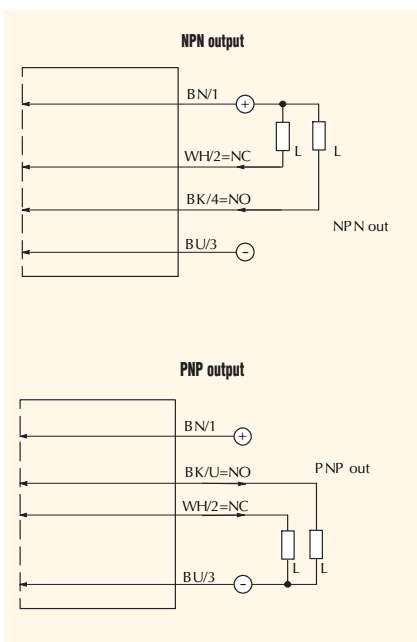 NPN output
BN/1
+
L
L
WH/2=NC
BK/4=NO
NPN out
BU/3
-
PNP output
BN/1
+
BK/U=NO
PNP out
WH/2=NC
L
L
BU/3
-